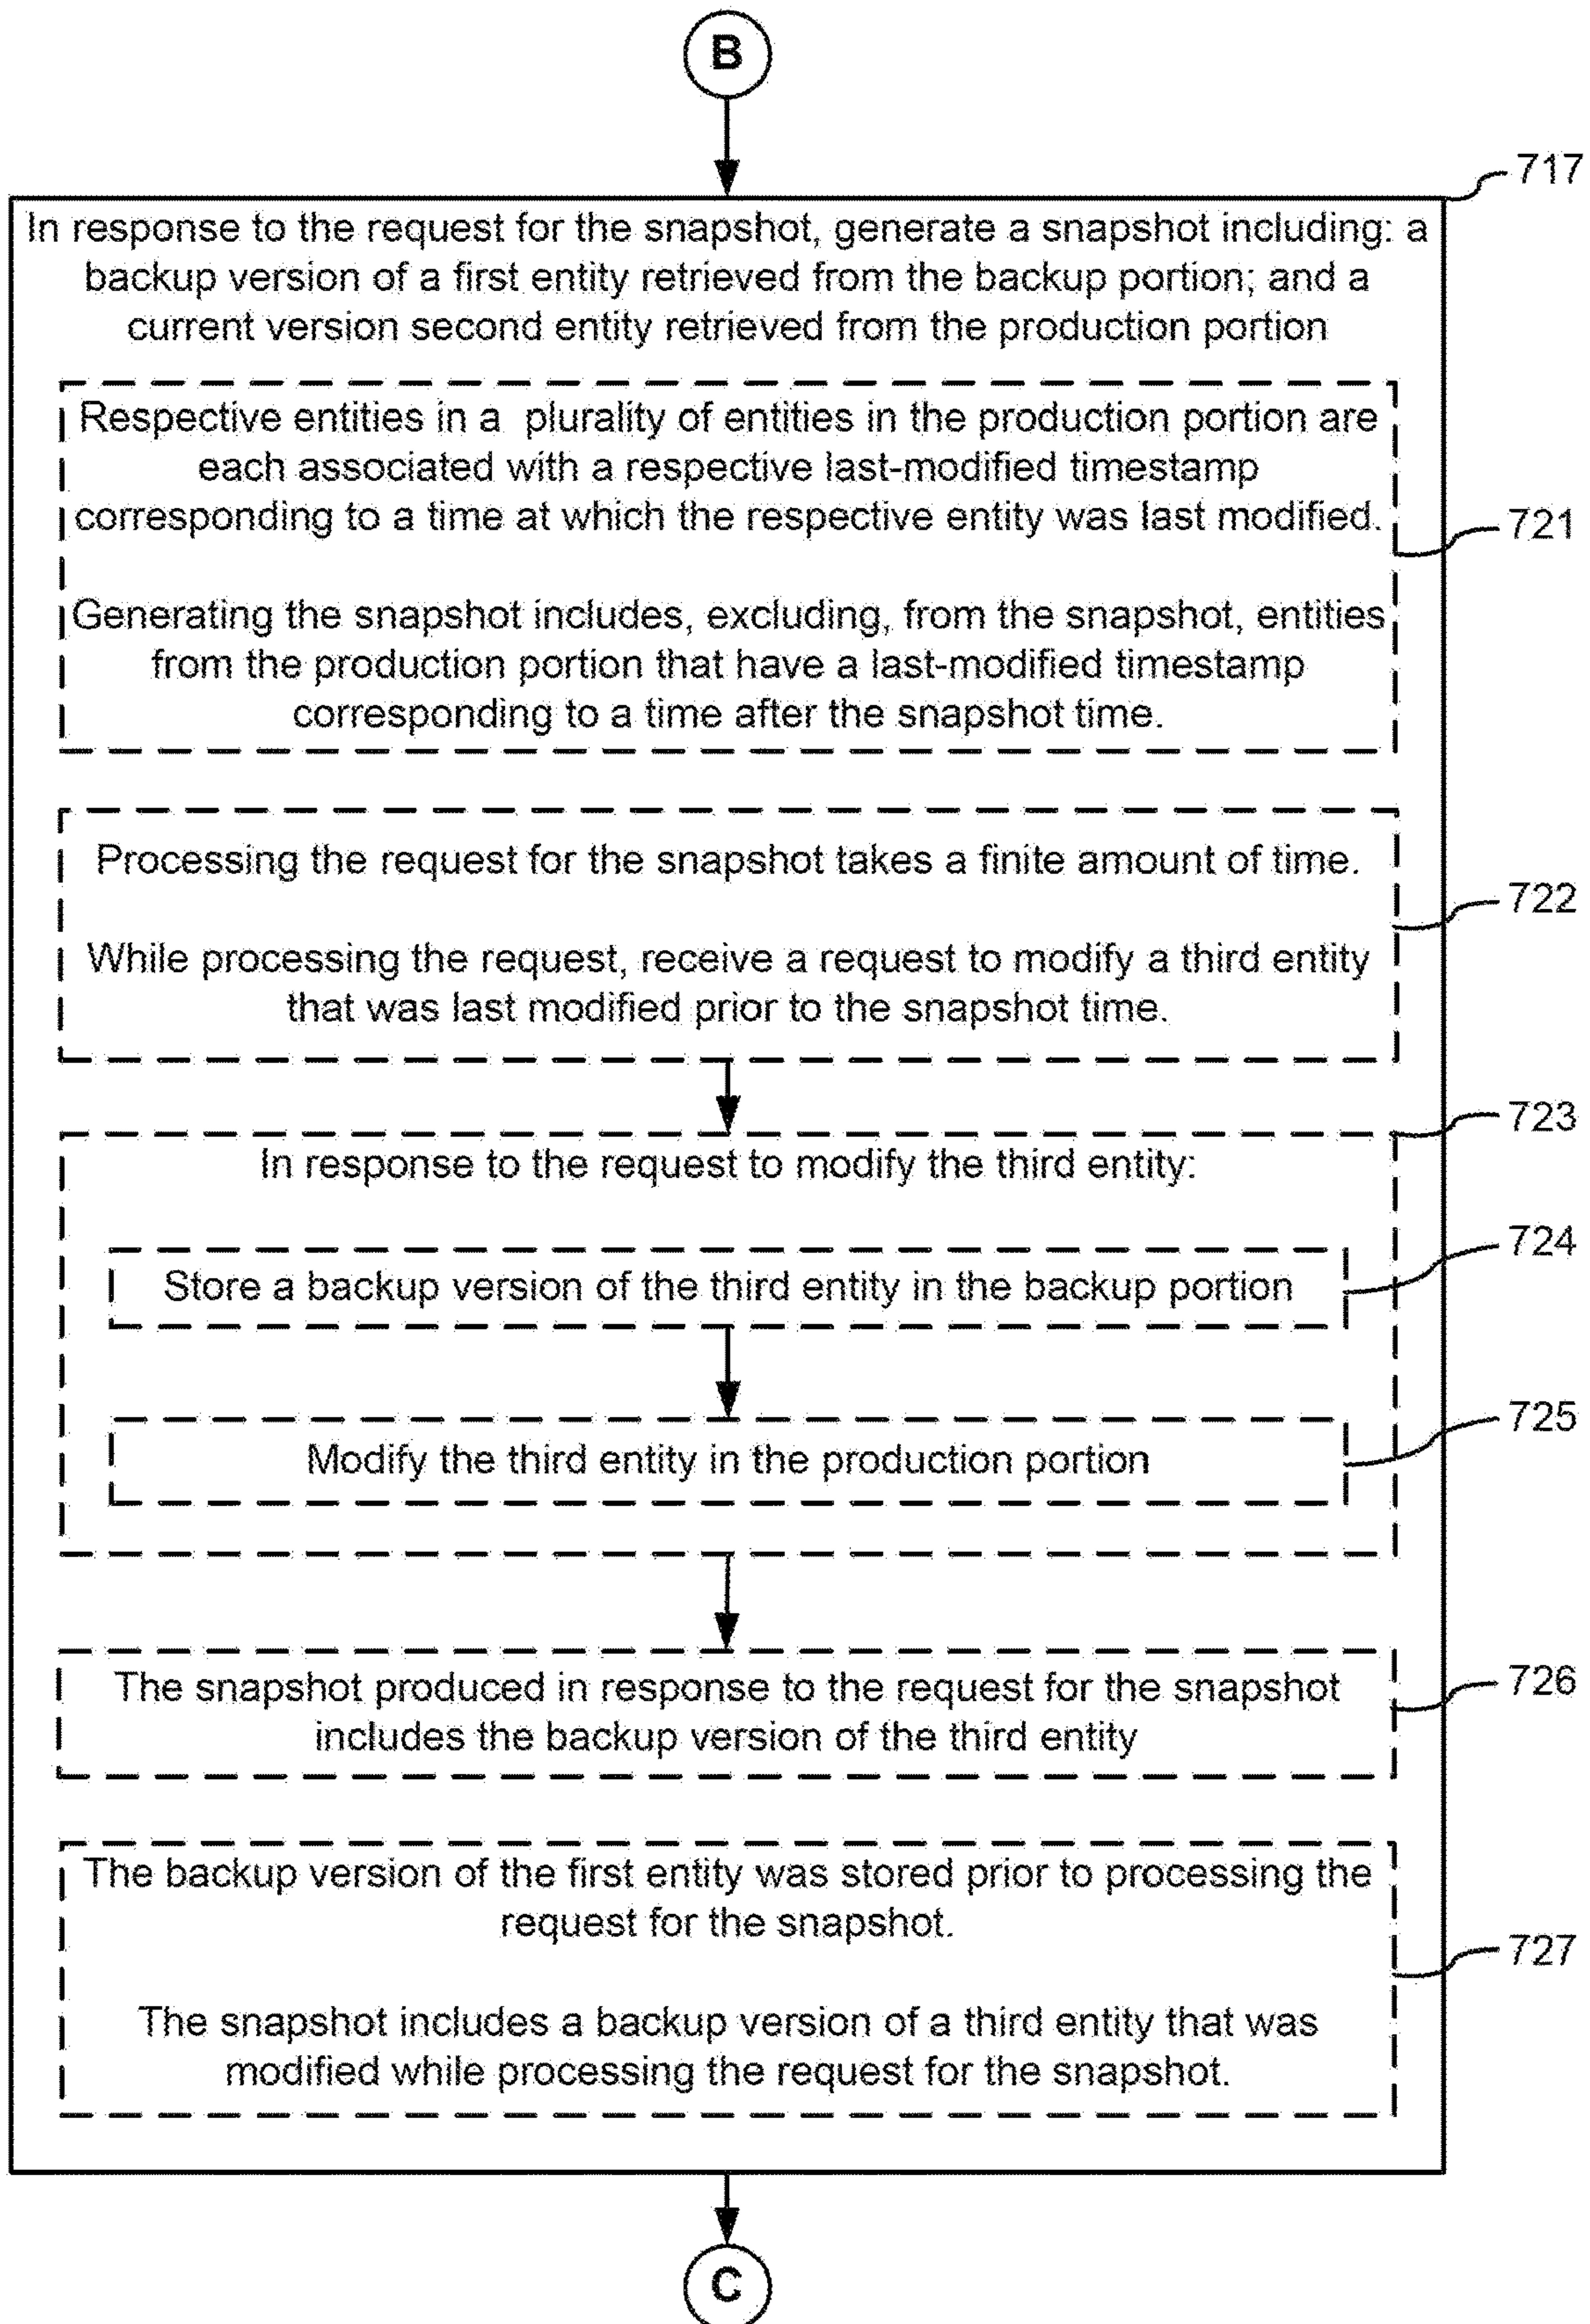 B
717
In response to the request for the snapshot, generate a snapshot including: a
backup version of a first entity retrieved from the backup portion; and a
current version second entity retrieved from the production portion
Respective entities in a plurality of entities in the production portion are
each associated with a respective last-modified timestamp
corresponding to a time at which the respective entity was last modified.
721
Generating the snapshot includes, excluding, from the snapshot, entities
from the production portion that have a last-modified timestamp
corresponding to a time after the snapshot time.
Processing the request for the snapshot takes a finite amount of time.
722
While processing the request, receive a request to modify a third entity
that was last modified prior to the snapshot time.
723
In response to the request to modify the third entity:
724
Store a backup version of the third entity in the backup portion
725
Modify the third entity in the production portion
726
The snapshot produced in response to the request for the snapshot
includes the backup version of the third entity
The backup version of the first entity was stored prior to processing the
request for the snapshot.
727
The snapshot includes a backup version of a third entity that was
modified while processing the request for the snapshot.
C